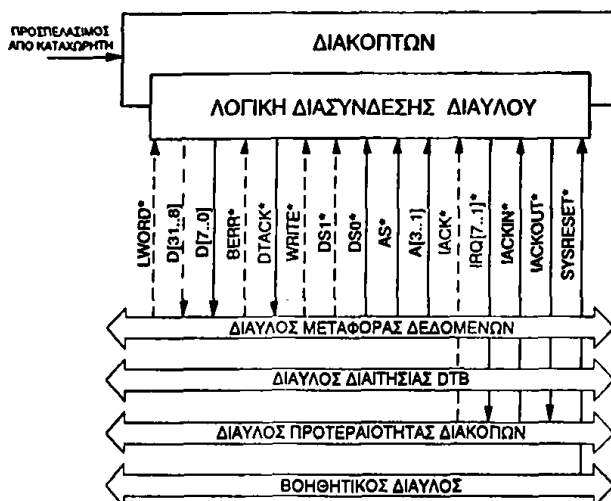 ΠΡΟΣΠΕΛΑΣΙΜΟΣ
ΑΠΟ ΚΑΤΑΧΩΡΗΤΗ
ΔΙΑΚΟΠΤΩΝ
ΛΟΓΙΚΗ ΔΙΑΣΥΝΔΕΣΗΣ ΔΙΑΥΛΟΥ
LWORD*
D[31..8]
D[7..0]
BERR*
DTACK*
WRITE*
DS1*
DS0*
AS*
A[3..1]
IACK*
IRQ[7..1]*
IACKIN*
IACKOUT*
SYSRESET*
ΔΙΑΥΛΟΣ ΜΕΤΑΦΟΡΑΣ ΔΕΔΟΜΕΝΩΝ
ΔΙΑΥΛΟΣ ΔΙΑΙΤΗΣΙΑΣ DTB
ΔΙΑΥΛΟΣ ΠΡΟΤΕΡΑΙΟΤΗΤΑΣ ΔΙΑΚΟΠΩΝ
ΒΟΗΘΗΤΙΚΟΣ ΔΙΑΥΛΟΣ